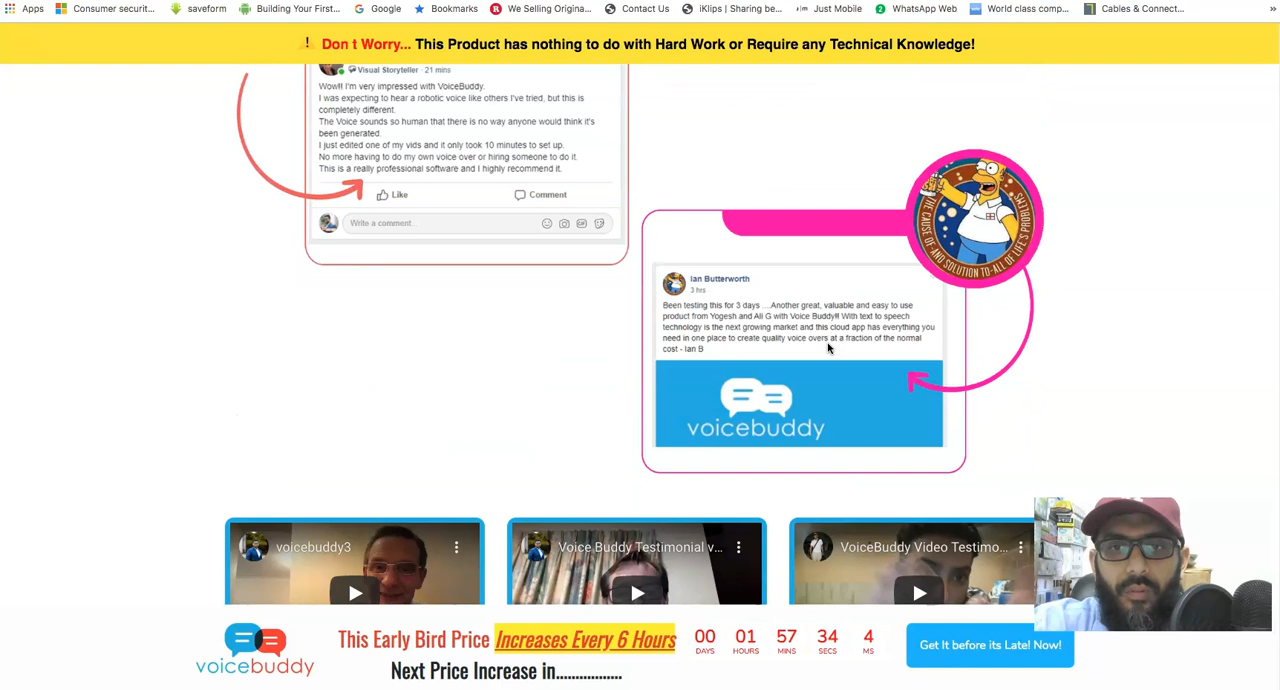 Apps
Consumer securit...
saveform
Building Your First...
Google
Bookmarks
We Selling Origina...
Contact Us
iKlips | Sharing be...
Just Mobile
2 WhatsApp Web
World class comp...
Cables & Connect...
»
! Don t Worry... This Product has nothing to do with Hard Work or Require any Technical Knowledge!
Visual Storyteller · 21 mins
Wow!! I'm very impressed with VoiceBuddy.
I was expecting to hear a robotic voice like others I've tried, but this is
completely different.
The Voice sounds so human that there is no way anyone would think it's
been generated.
I just edited one of my vids and it only took 10 minutes to set up.
No more having to do my own voice over or hiring someone to do it.
This is a really professional software and I highly recommend it.
Like
Comment
Write a comment...
THE CAUSE OF-AND SOLUTION TO-ALL OF LIFE'S PROBLEMS
Ian Butterworth
3 hrs
Been testing this for 3 days ....Another great, valuable and easy to use
product from Yogesh and Ali G with Voice Buddy!! With text to speech
technology is the next growing market and this cloud app has everything you
need in one place to create quality voice overs at a fraction of the normal
cost - Ian B
voicebuddy
voicebuddy3
Voice Buddy Testimonial v...
VoiceBuddy Video Testimo...
voicebuddy
This Early Bird Price Increases Every 6 Hours
Next Price Increase in.................
00 01 57 34 4
DAYS HOURS MINS SECS MS
Get It before its Late! Now!